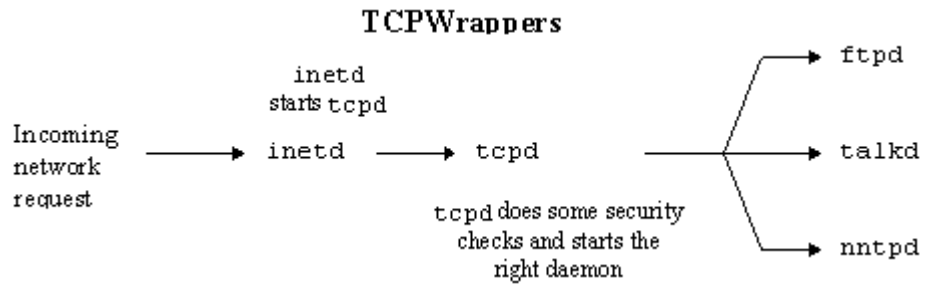 TCPWrappers
inetd
starts tcpd
Incoming
network
request
inetd
tcpd
tcpd does some security
checks and starts the
right daemon
ftpd
talkd
nntpd